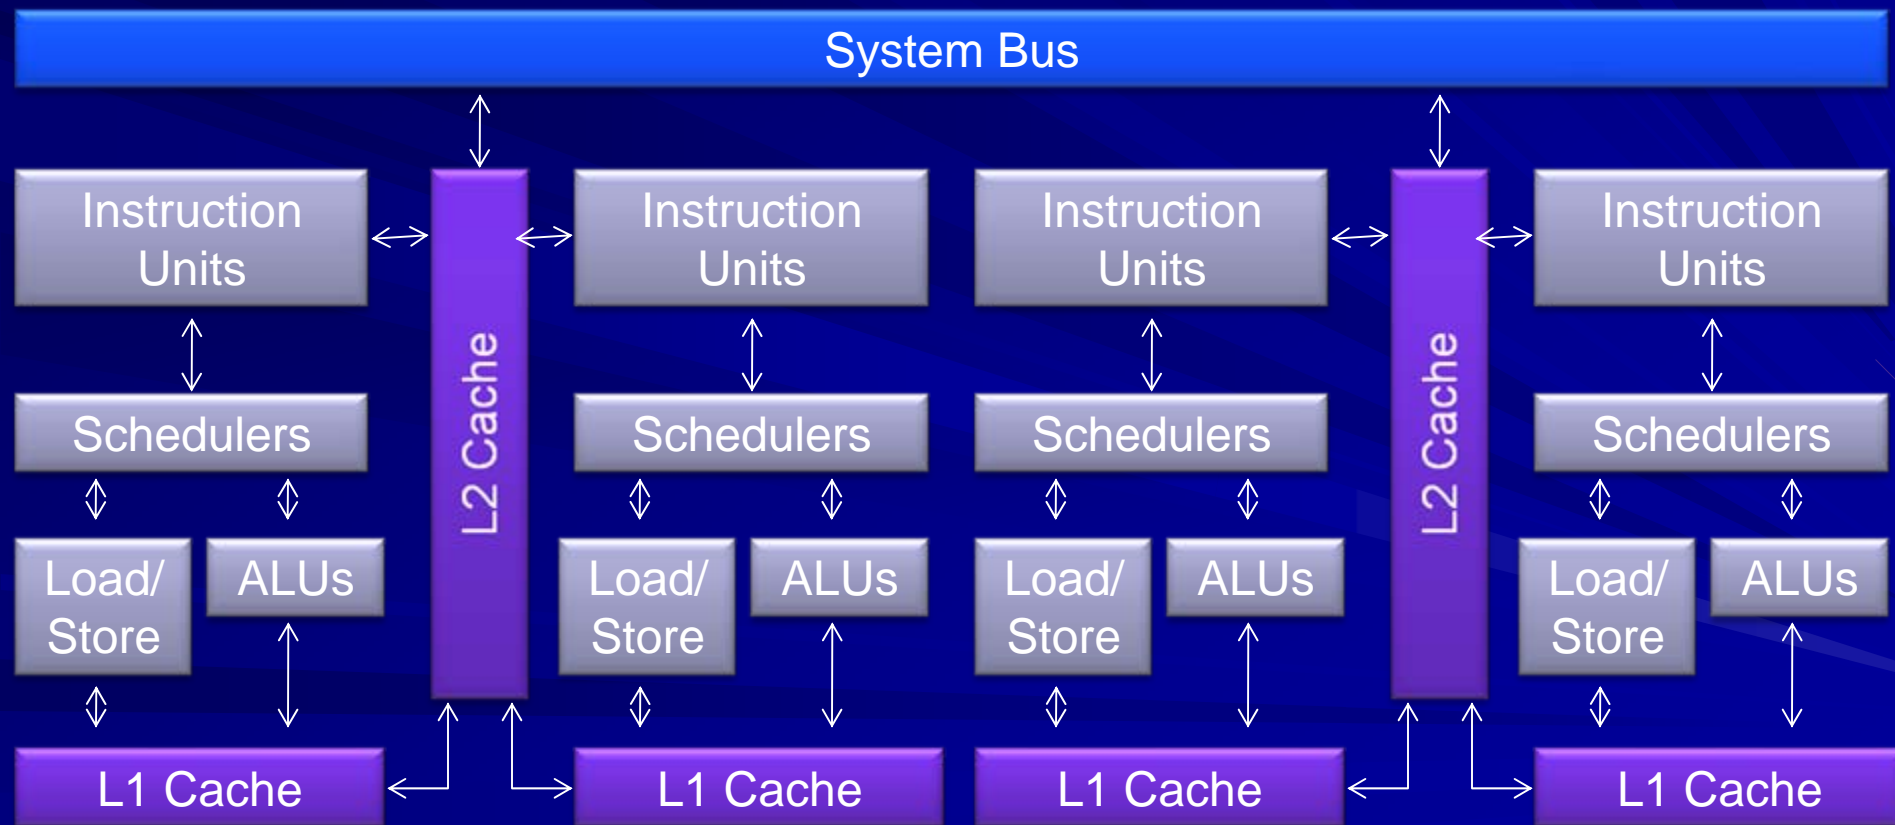 System Bus
Instruction
Units
L2 Cache
Instruction
Units
Instruction
Units
L2 Cache
Instruction
Units
Schedulers
Schedulers
Schedulers
Schedulers
Load/
Store
ALUs
Load/
Store
ALUs
Load/
Store
ALUs
Load/
Store
ALUs
L1 Cache
L1 Cache
L1 Cache
L1 Cache